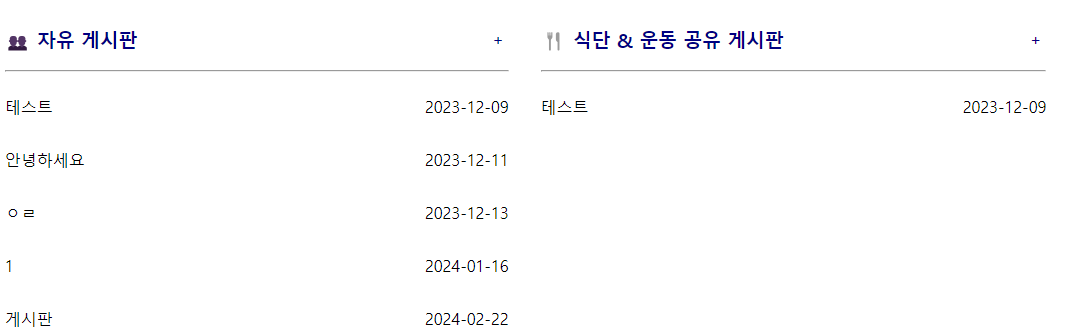 자유 게시판 +
테스트 2023-12-09
안녕하세요 2023-12-11
ㅇㄹ 2023-12-13
1 2024-01-16
게시판 2024-02-22
식단 & 운동 공유 게시판 +
테스트 2023-12-09